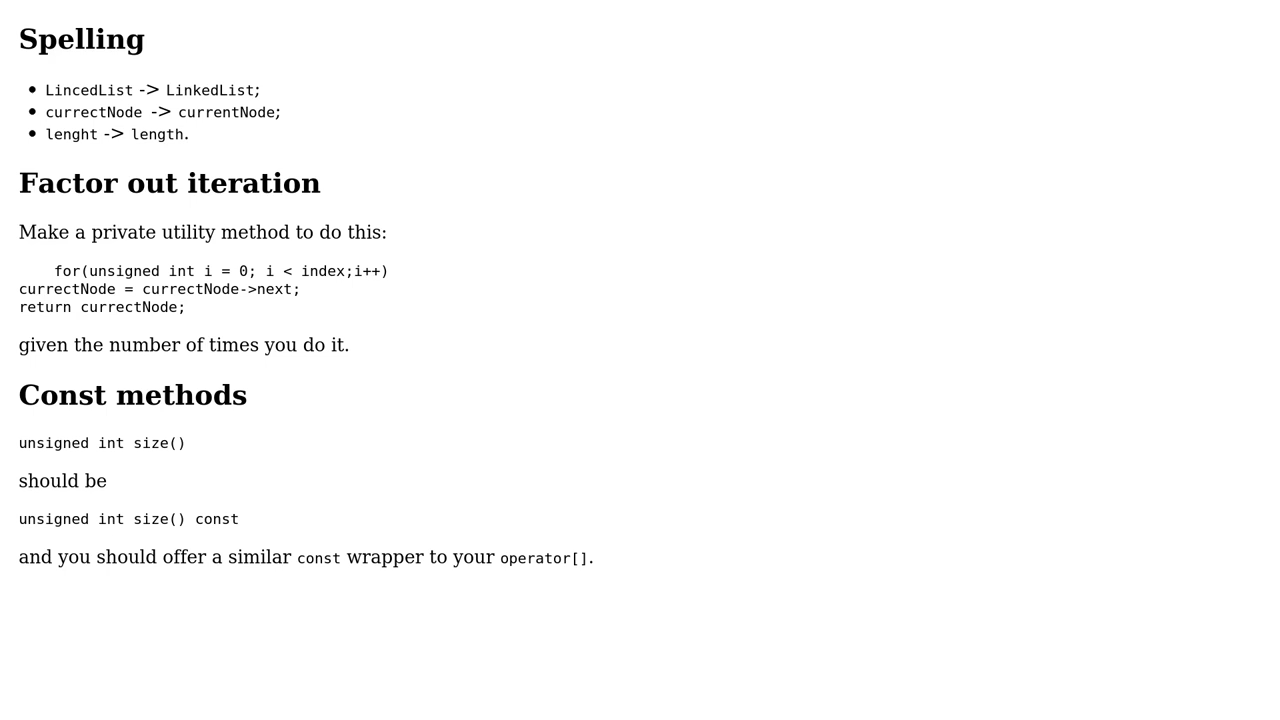 Spelling
• LincedList -> LinkedList;
• currectNode -> currentNode;
• lenght -> length.
Factor out iteration
Make a private utility method to do this:
    for(unsigned int i = 0; i < index;i++)
currectNode = currectNode->next;
return currectNode;
given the number of times you do it.
Const methods
unsigned int size()
should be
unsigned int size() const
and you should offer a similar const wrapper to your operator[].